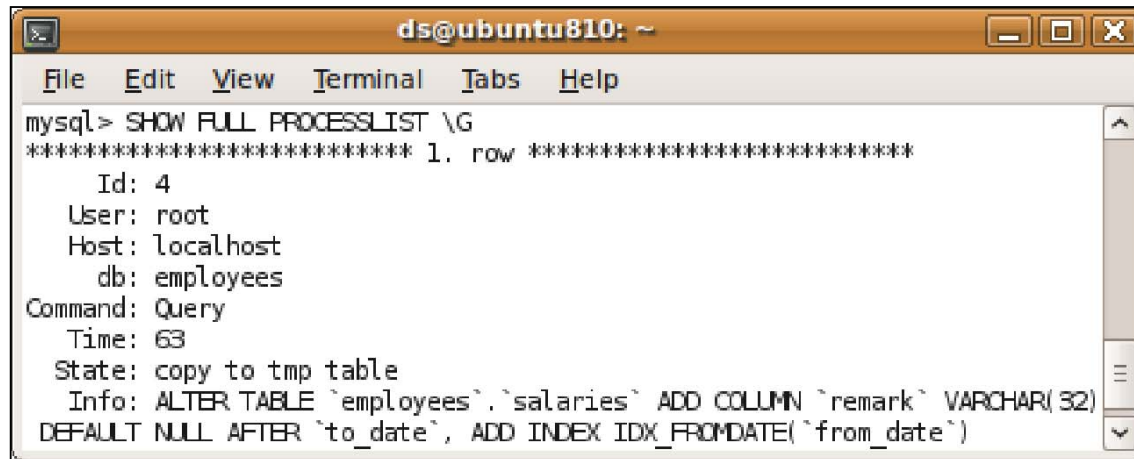 ds@ubuntu810: ~
File Edit View Terminal Tabs Help
mysql> SHOW FULL PROCESSLIST \G
*************************** 1. row ***************************
Id: 4
User: root
Host: localhost
db: employees
Command: Query
Time: 63
State: copy to tmp table
Info: ALTER TABLE `employees`.`salaries` ADD COLUMN `remark` VARCHAR(32)
DEFAULT NULL AFTER `to_date`, ADD INDEX IDX_FROMDATE(`from_date`)